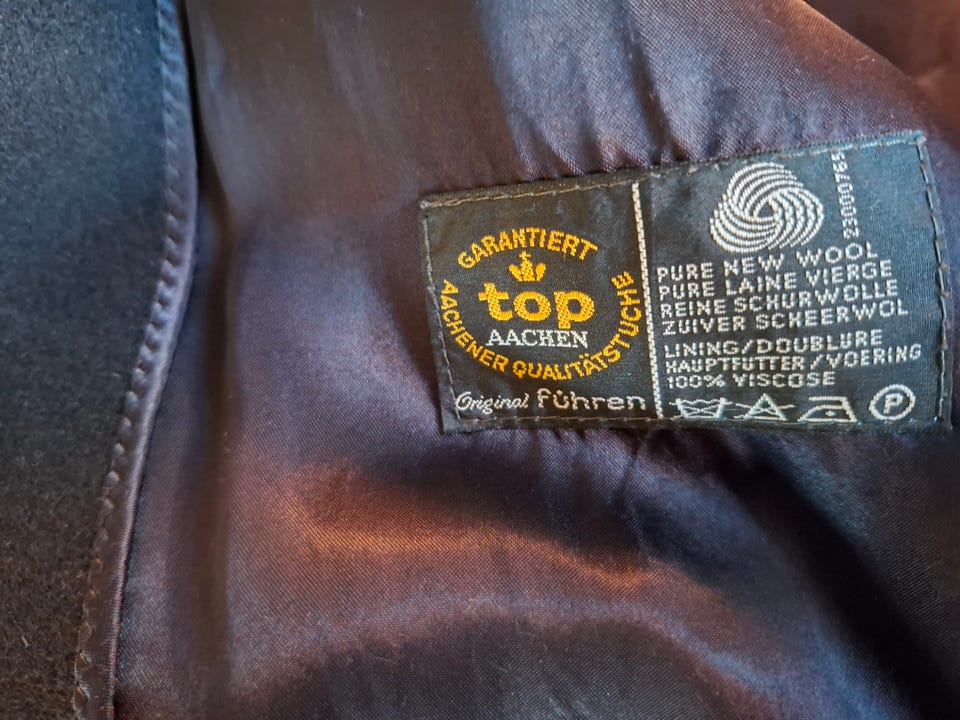 GARANTIERT
top
AACHEN
AACHENER QUALITÄTSTUCHE
Original führen
PURE NEW WOOL
PURE LAINE VIERGE
REINE SCHURWOLLE
ZUIVER SCHEERWOL
LINING/DOUBLURE
HAUPTFUTTER/VOERING
100% VISCOSE
P